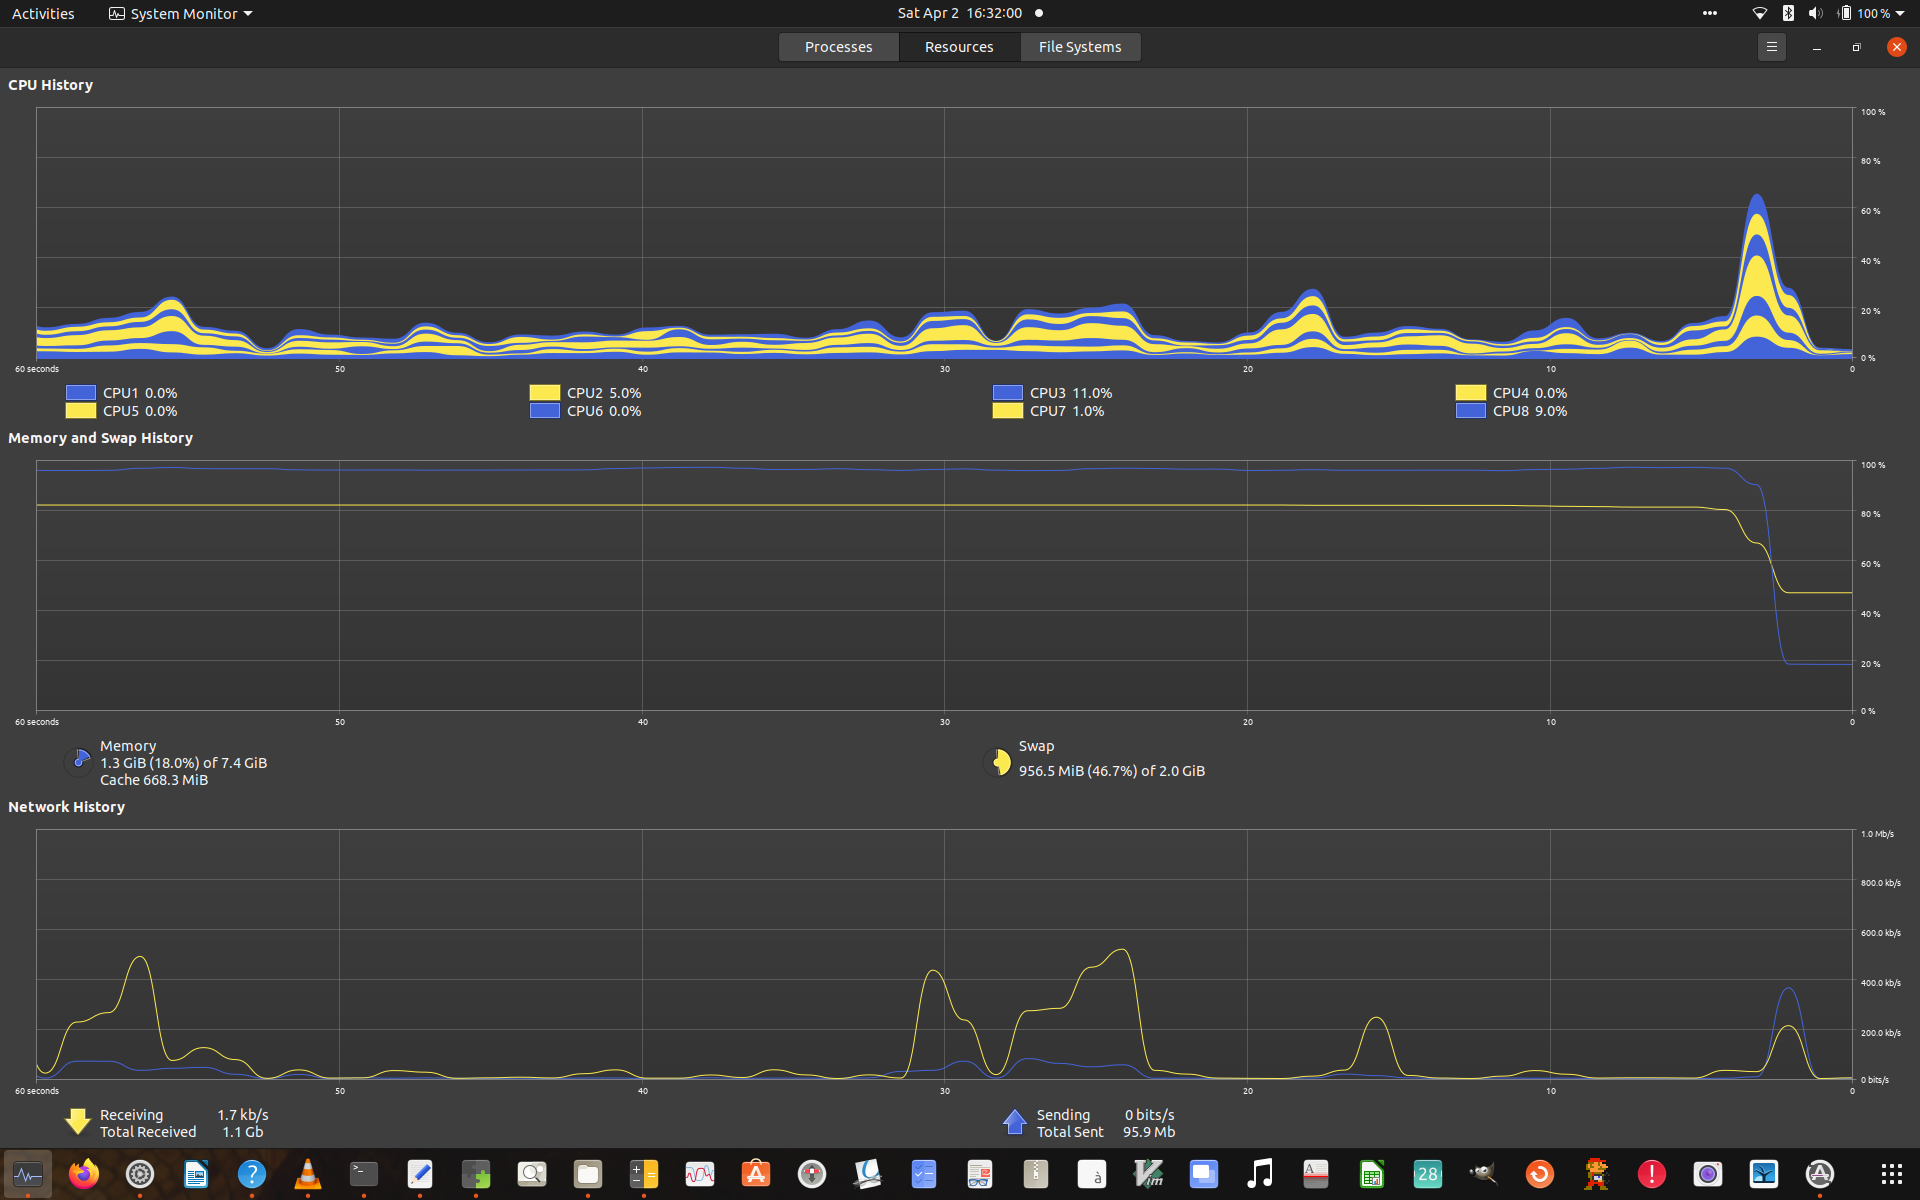 Activities System Monitor Sat Apr 2 16:32:00 100 %
Processes Resources File Systems
CPU History
100 %
80 %
60 %
40 %
20 %
0 %
60 seconds 50 40 30 20 10 0
CPU1 0.0% CPU2 5.0% CPU3 11.0% CPU4 0.0%
CPU5 0.0% CPU6 0.0% CPU7 1.0% CPU8 9.0%
Memory and Swap History
100 %
80 %
60 %
40 %
20 %
0 %
60 seconds 50 40 30 20 10 0
Memory
1.3 GiB (18.0%) of 7.4 GiB
Cache 668.3 MiB
Swap
956.5 MiB (46.7%) of 2.0 GiB
Network History
1.0 Mb/s
800.0 kb/s
600.0 kb/s
400.0 kb/s
200.0 kb/s
0 bits/s
60 seconds 50 40 30 20 10 0
Receiving 1.7 kb/s
Total Received 1.1 Gb
Sending 0 bits/s
Total Sent 95.9 Mb
? >_ A à Vim A 28 ! A